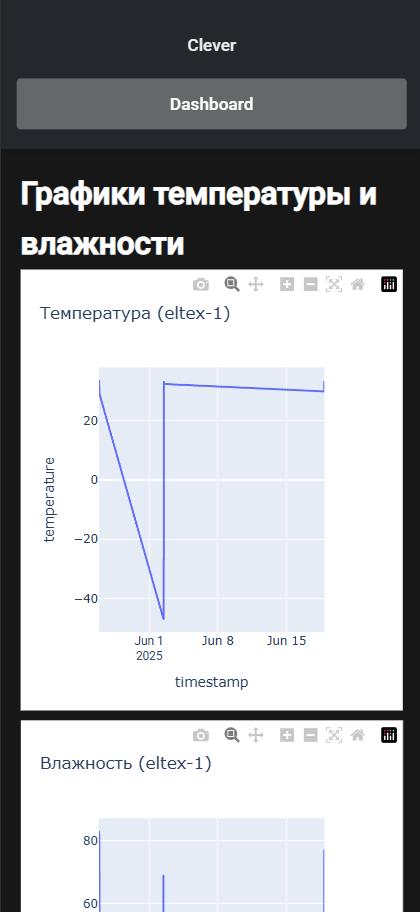 Clever
Dashboard
Графики температуры и
влажности
Температура (eltex-1)
20
0
−20
−40
temperature
Jun 1
2025
Jun 8
Jun 15
timestamp
Влажность (eltex-1)
80
60